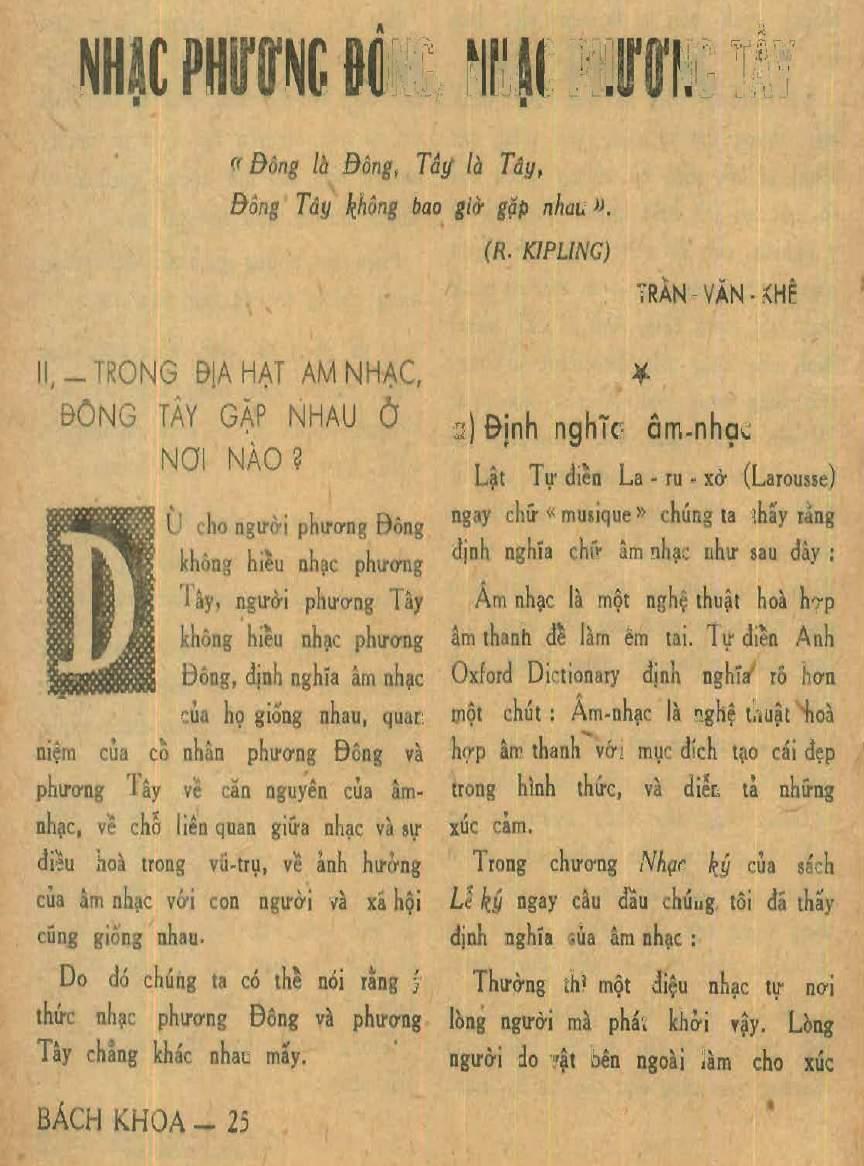 NHẠC PHƯƠNG ĐÔNG, NHẠC PHƯƠNG TÂY
« Đông là Đông, Tây là Tây,
Đông Tây không bao giờ gặp nhau ».
(R. KIPLING)
TRẦN - VĂN - KHÊ
II, — TRONG ĐỊA HẠT ÂM NHẠC,
ĐÔNG TÂY GẶP NHAU Ở
NƠI NÀO ?
DÙ cho người phương Đông
không hiểu nhạc phương
Tây, người phương Tây
không hiểu nhạc phương
Đông, định nghĩa âm nhạc
của họ giống nhau, quan
niệm của cổ nhân phương Đông và
phương Tây về căn nguyên của âm-
nhạc, về chỗ liên quan giữa nhạc và sự
điều hoà trong vũ-trụ, về ảnh hưởng
của âm nhạc với con người và xã hội
cũng giống nhau.
Do đó chúng ta có thể nói rằng ý
thức nhạc phương Đông và phương
Tây chẳng khác nhau mấy.
BÁCH KHOA — 25
★
a) Định nghĩa âm-nhạc
Lật Tự điển La - ru - xờ (Larousse)
ngay chữ « musique » chúng ta thấy rằng
định nghĩa chữ âm nhạc như sau đây :
Âm nhạc là một nghệ thuật hoà hợp
âm thanh để làm êm tai. Tự điển Anh
Oxford Dictionary định nghĩa rõ hơn
một chút : Âm-nhạc là nghệ thuật hoà
hợp âm thanh với mục đích tạo cái đẹp
trong hình thức, và diễn tả những
xúc cảm.
Trong chương Nhạc ký của sách
Lễ ký ngay câu đầu chúng tôi đã thấy
định nghĩa của âm nhạc :
Thường thì một điệu nhạc tự nơi
lòng người mà phát khởi vậy. Lòng
người do vật bên ngoài làm cho xúc